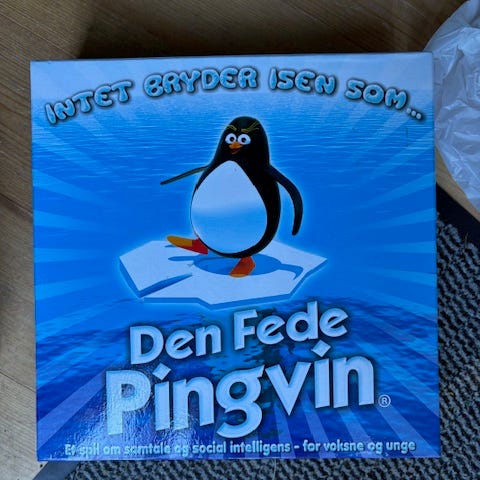 INTET BRYDER ISEN SOM...
Den Fede
Pingvin®
Et spil om samtale og social intelligens - for voksne og unge